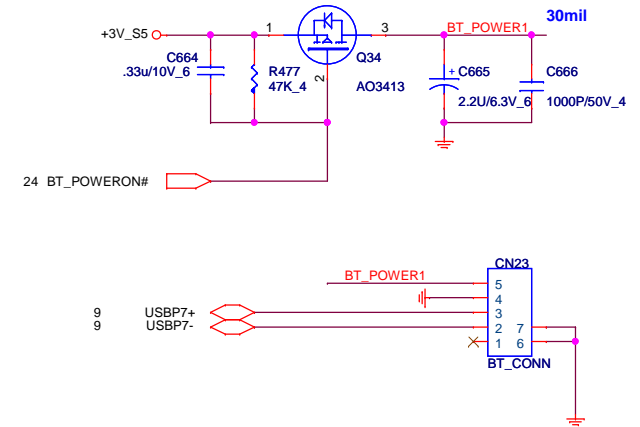 30mil
+3V_S5
1
3
BT_POWER1
C664
.33u/10V_6
R477
47K_4
2
Q34
AO3413
+ C665
2.2U/6.3V_6
C666
1000P/50V_4
24 BT_POWERON#
CN23
BT_POWER1
5
4
9 USBP7+
3
9 USBP7-
2 7
1 6
BT_CONN